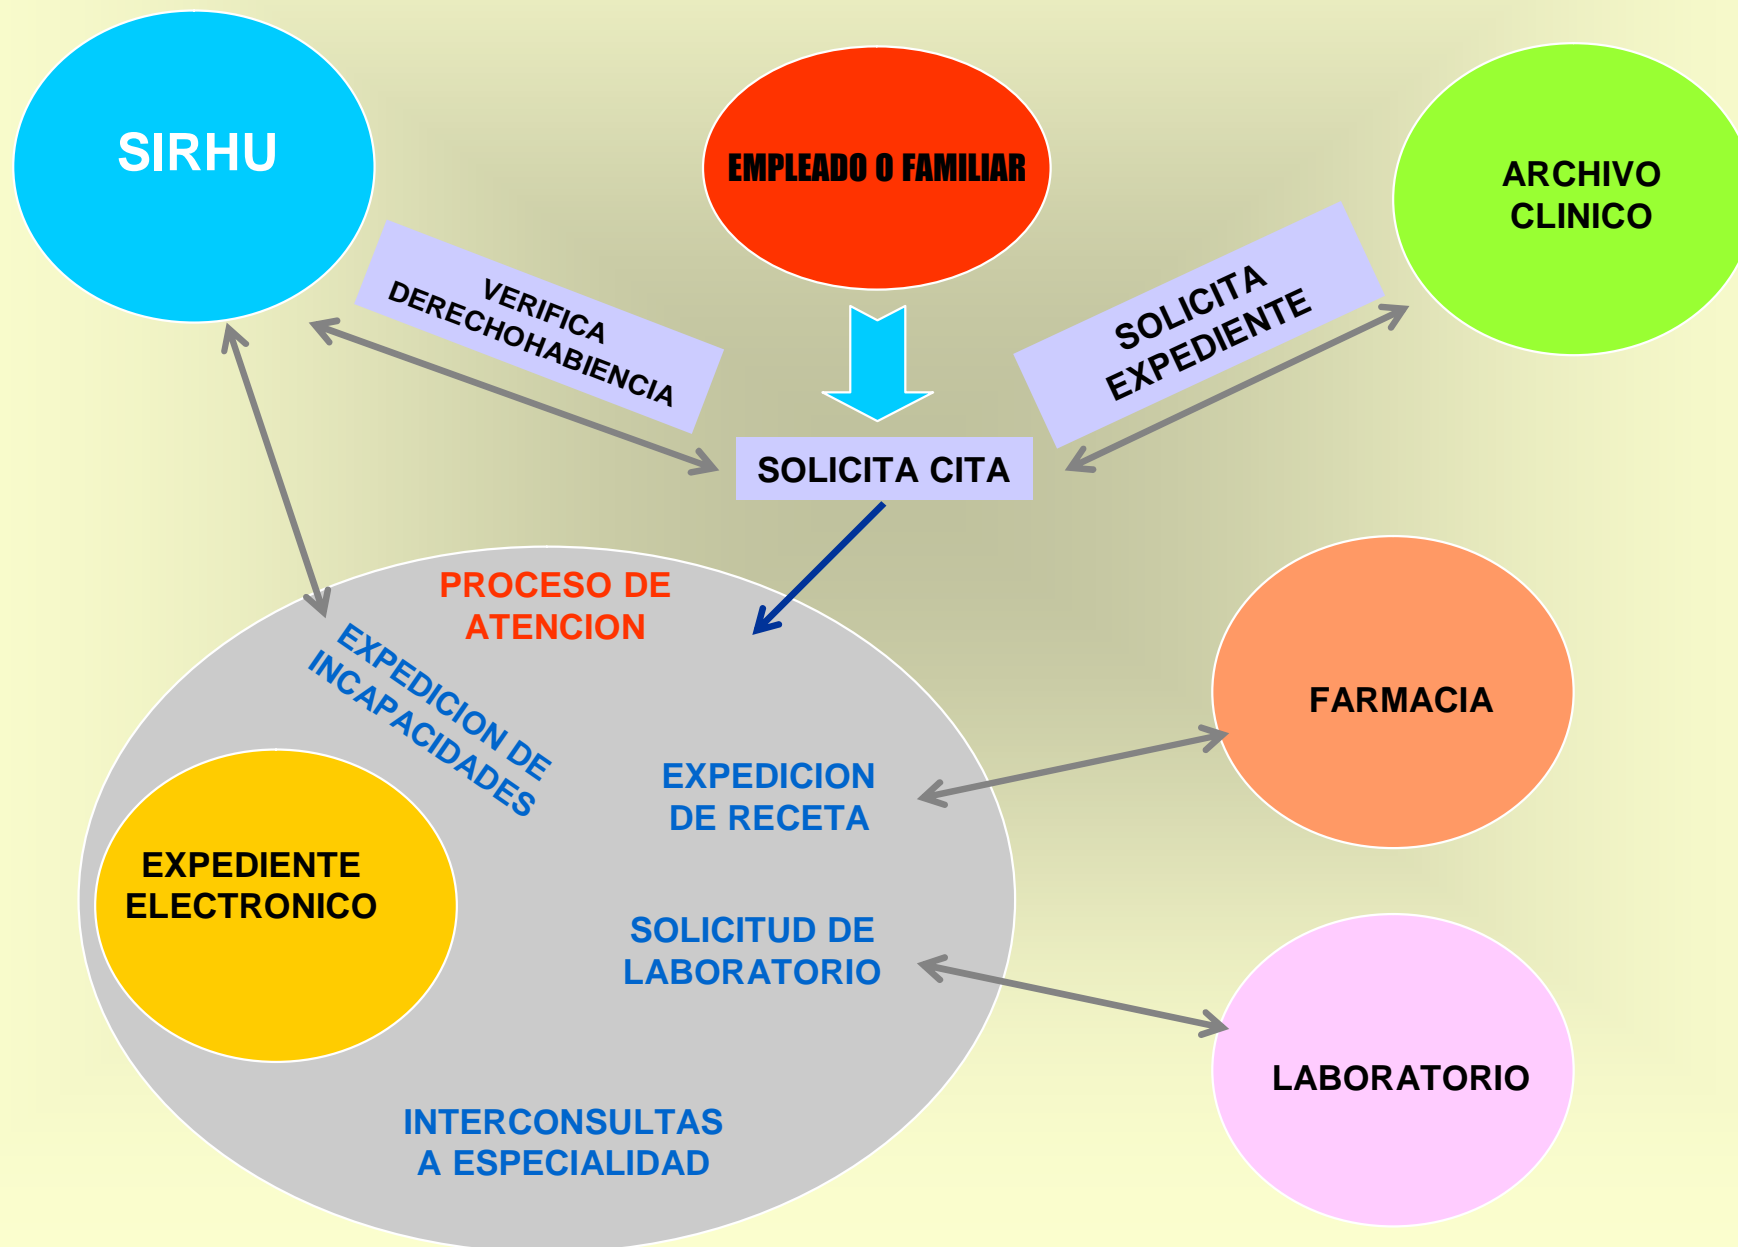 SIRHU
EMPLEADO O FAMILIAR
ARCHIVO
CLINICO
VERIFICA
DERECHOHABIENCIA
SOLICITA
EXPEDIENTE
SOLICITA CITA
PROCESO DE
ATENCION
EXPEDICION DE
INCAPACIDADES
EXPEDICION
DE RECETA
FARMACIA
EXPEDIENTE
ELECTRONICO
SOLICITUD DE
LABORATORIO
LABORATORIO
INTERCONSULTAS
A ESPECIALIDAD